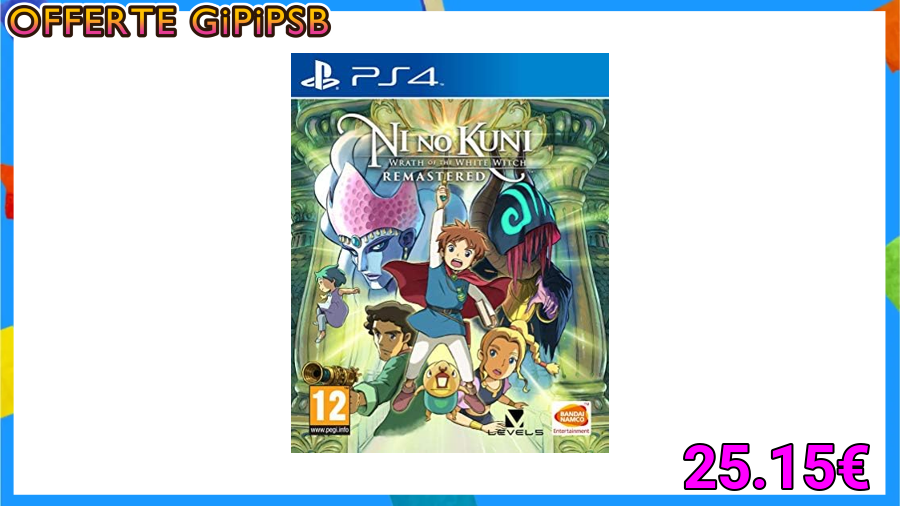 OFFERTE GiPiPSB
PS4
NI NO KUNI
WRATH OF THE WHITE WITCH
REMASTERED
12
www.pegi.info
LEVEL5
BANDAI
NAMCO
Entertainment
25.15€